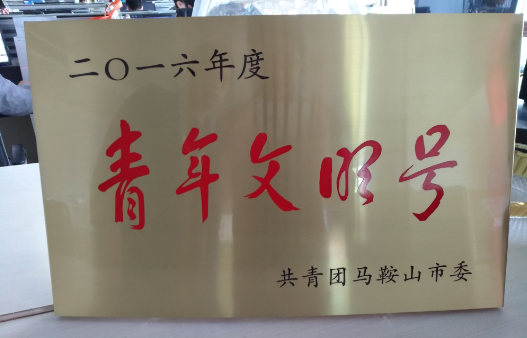 二〇一六年度
青年文明号
共青团马鞍山市委